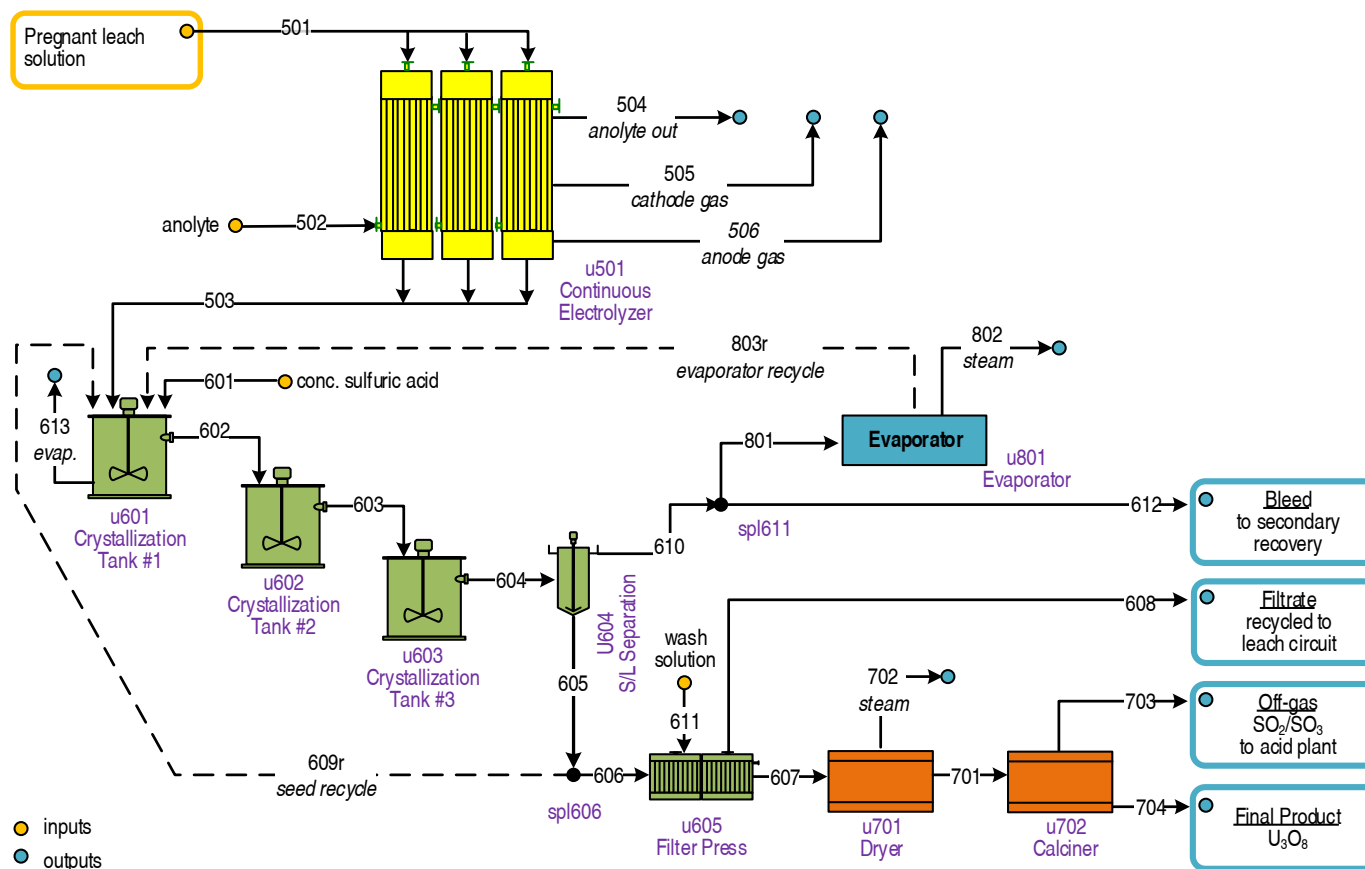 Pregnant leach
solution
501
504
anolyte out
505
cathode gas
506
anode gas
anolyte
502
u501
Continuous
Electrolyzer
503
803r
evaporator recycle
802
steam
601
conc. sulfuric acid
613
evap.
602
801
Evaporator
u801
Evaporator
u601
Crystallization
Tank #1
603
610
spl611
612
Bleed
to secondary
recovery
u602
Crystallization
Tank #2
604
U604
S/L Separation
608
Filtrate
recycled to
leach circuit
u603
Crystallization
Tank #3
605
wash
solution
611
702
steam
703
Off-gas
SO2/SO3
to acid plant
609r
seed recycle
606
607
701
704
spl606
u605
Filter Press
u701
Dryer
u702
Calciner
Final Product
U3O8
inputs
outputs